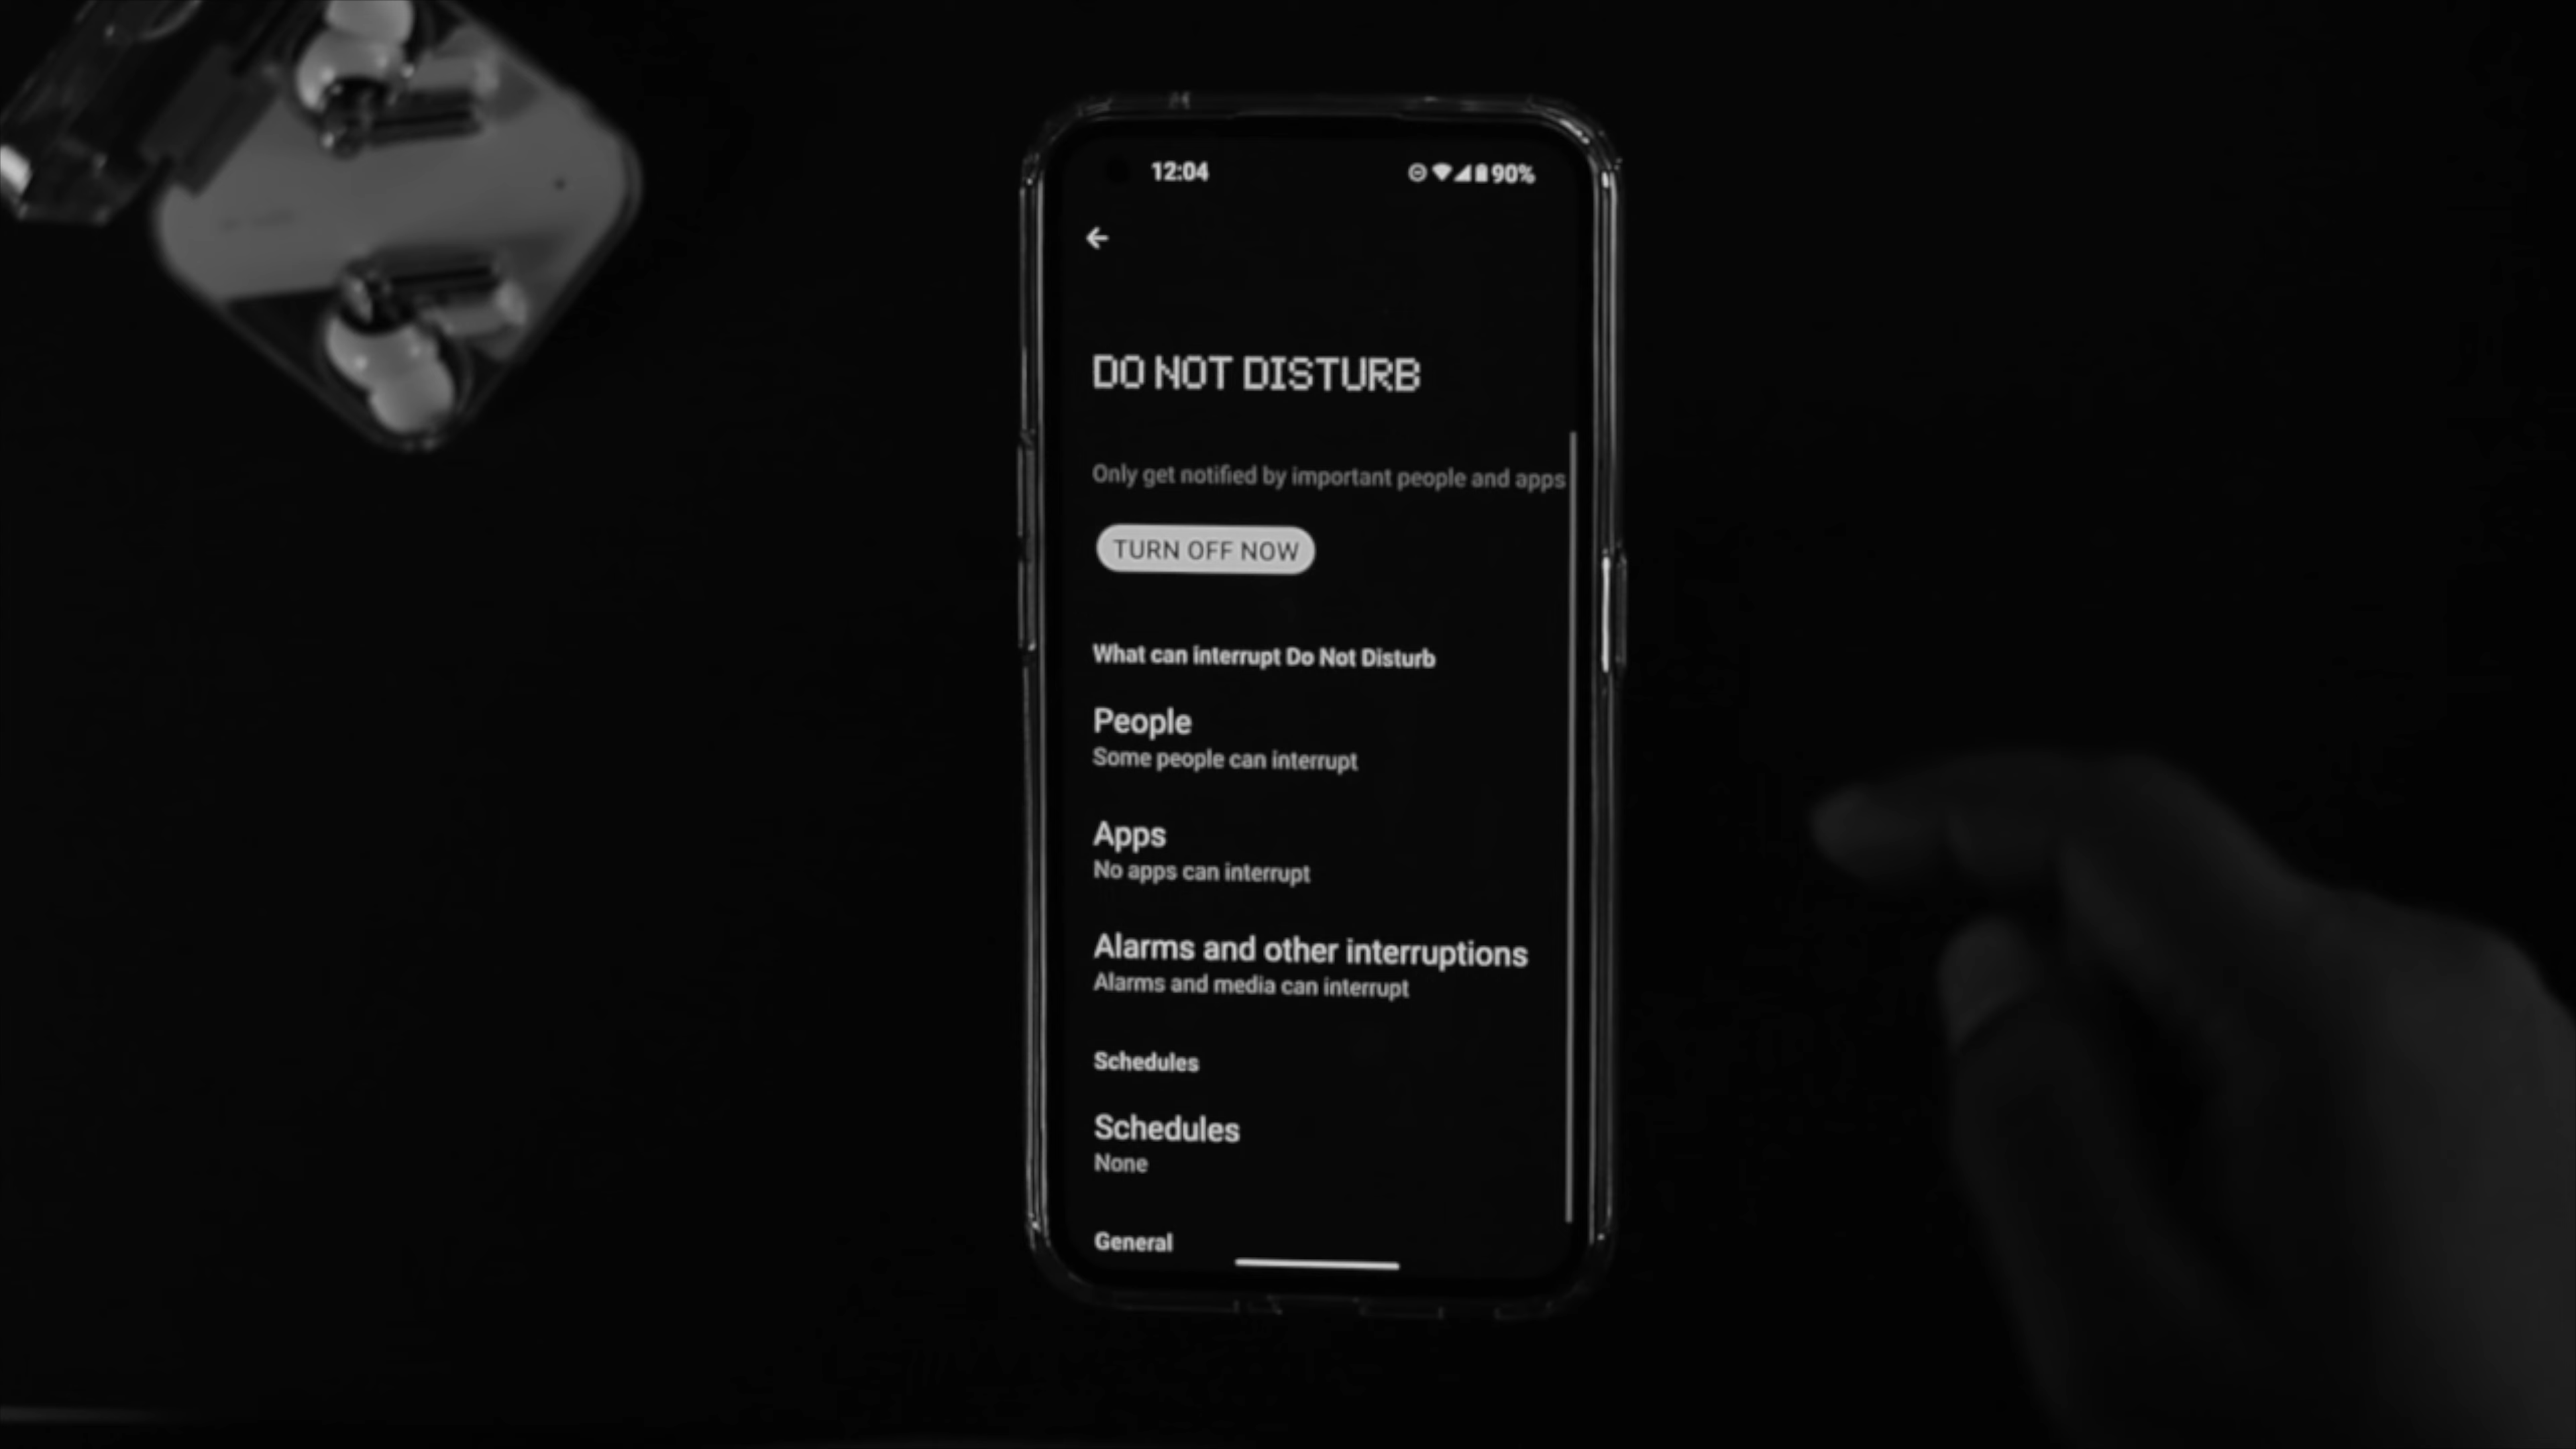 12:04
90%
DO NOT DISTURB
Only get notified by important people and apps
TURN OFF NOW
What can interrupt Do Not Disturb
People
Some people can interrupt
Apps
No apps can interrupt
Alarms and other interruptions
Alarms and media can interrupt
Schedules
Schedules
None
General